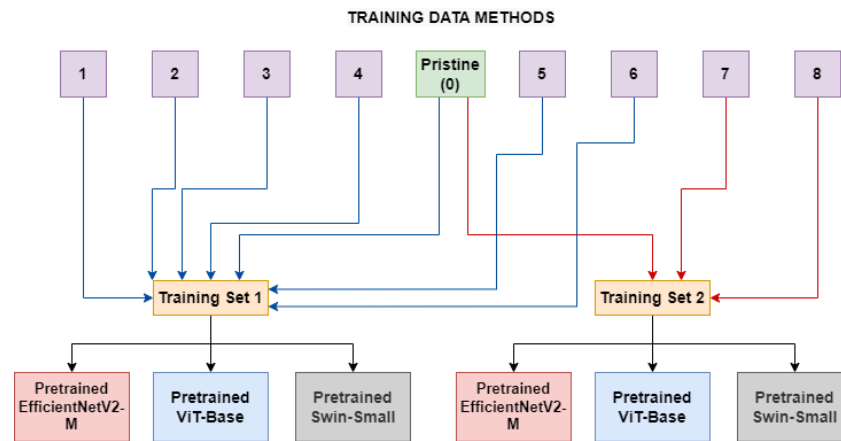 TRAINING DATA METHODS
1
2
3
4
Pristine
(0)
5
6
7
8
Training Set 1
Training Set 2
Pretrained
EfficientNetV2-
M
Pretrained
ViT-Base
Pretrained
Swin-Small
Pretrained
EfficientNetV2-
M
Pretrained
ViT-Base
Pretrained
Swin-Small